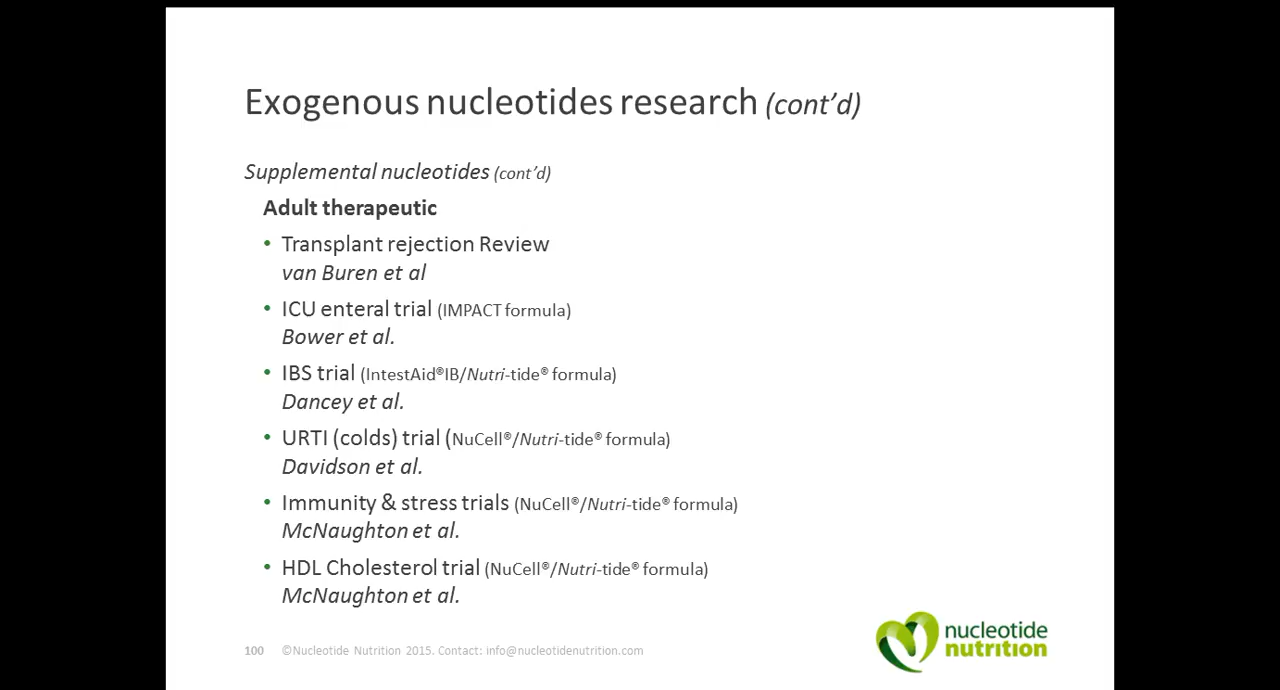 Exogenous nucleotides research (cont’d)
Supplemental nucleotides (cont’d)
Adult therapeutic
• Transplant rejection Review
van Buren et al
• ICU enteral trial (IMPACT formula)
Bower et al.
• IBS trial (IntestAid®IB/Nutri-tide® formula)
Dancey et al.
• URTI (colds) trial (NuCell®/Nutri-tide® formula)
Davidson et al.
• Immunity & stress trials (NuCell®/Nutri-tide® formula)
McNaughton et al.
• HDL Cholesterol trial (NuCell®/Nutri-tide® formula)
McNaughton et al.
100 ©Nucleotide Nutrition 2015. Contact: info@nucleotidenutrition.com
nucleotide
nutrition